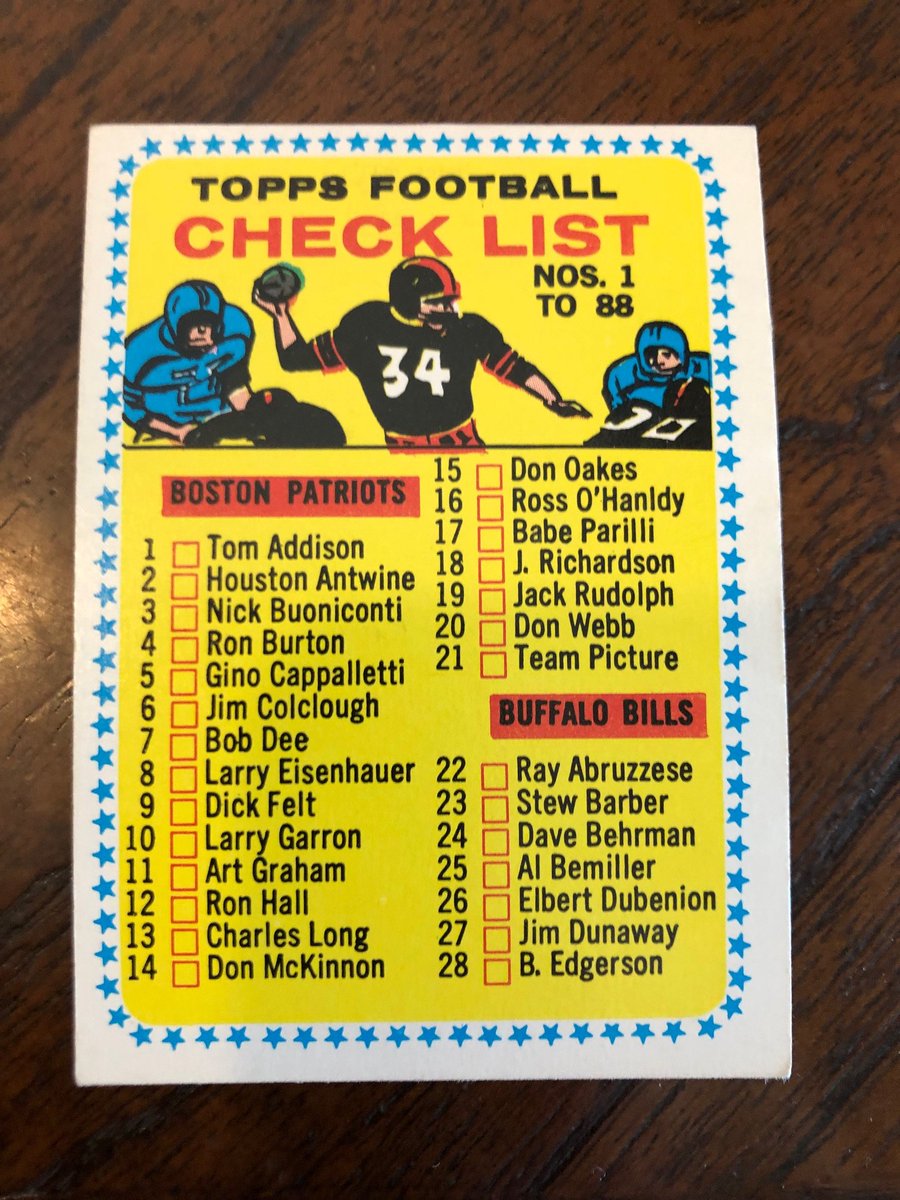 TOPPS FOOTBALL
CHECK LIST
NOS. 1
TO 88
34
BOSTON PATRIOTS
1 Tom Addison
2 Houston Antwine
3 Nick Buoniconti
4 Ron Burton
5 Gino Cappalletti
6 Jim Colclough
7 Bob Dee
8 Larry Eisenhauer
9 Dick Felt
10 Larry Garron
11 Art Graham
12 Ron Hall
13 Charles Long
14 Don McKinnon
15 Don Oakes
16 Ross O'Hanldy
17 Babe Parilli
18 J. Richardson
19 Jack Rudolph
20 Don Webb
21 Team Picture
BUFFALO BILLS
22 Ray Abruzzese
23 Stew Barber
24 Dave Behrman
25 Al Bemiller
26 Elbert Dubenion
27 Jim Dunaway
28 B. Edgerson